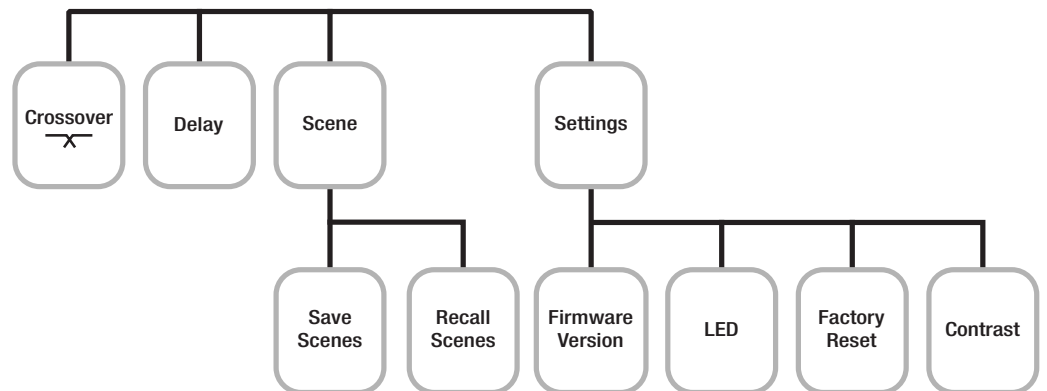 Crossover
Delay
Scene
Settings
Save
Scenes
Recall
Scenes
Firmware
Version
LED
Factory
Reset
Contrast